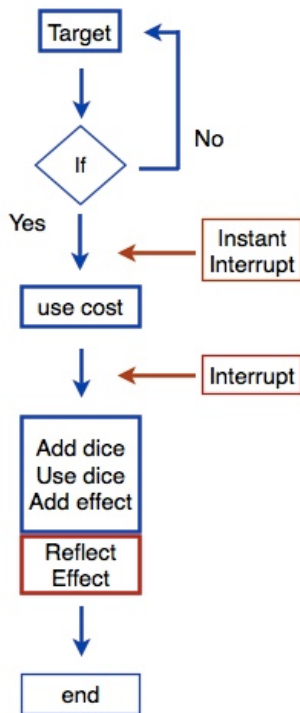 Target
If
No
Yes
Instant
Interrupt
use cost
Interrupt
Add dice
Use dice
Add effect
Reflect
Effect
end